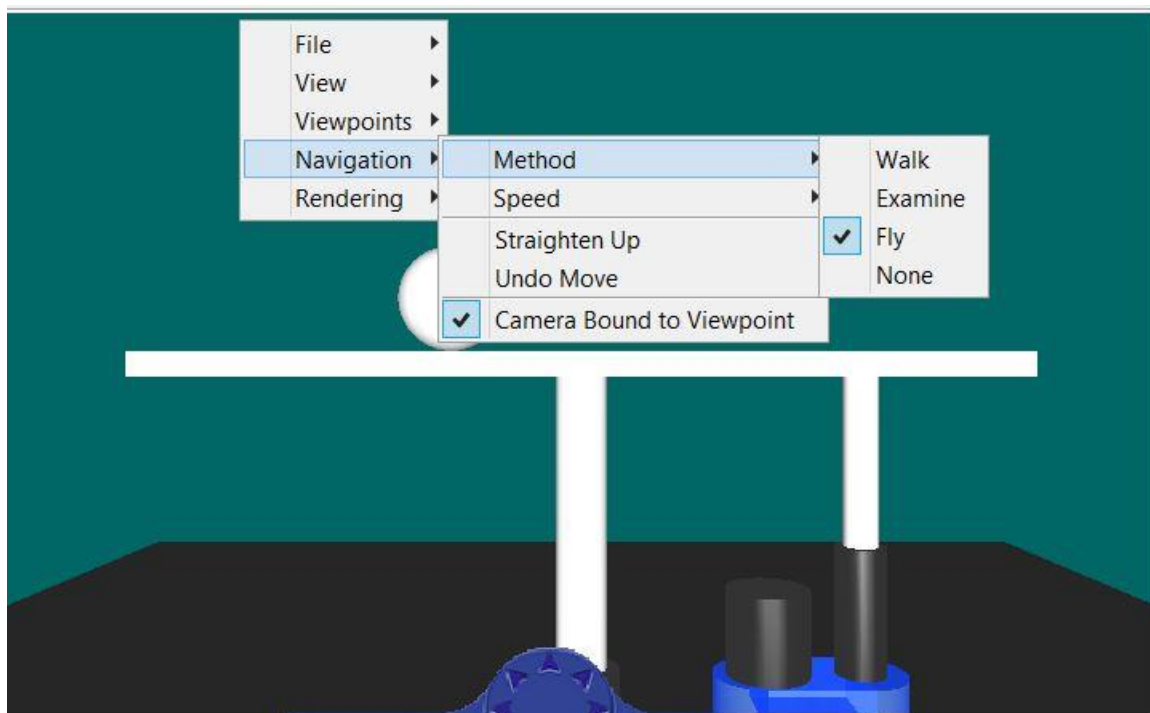 File
View
Viewpoints
Navigation
Rendering
Method
Speed
Straighten Up
Undo Move
Camera Bound to Viewpoint
Walk
Examine
Fly
None